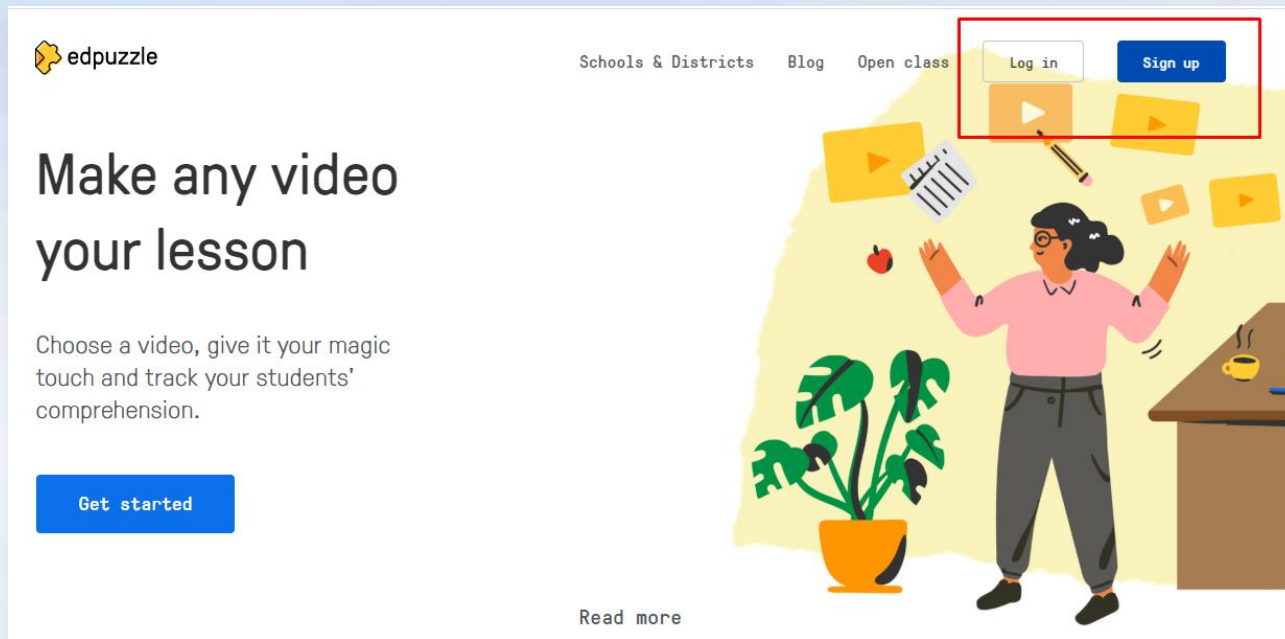 edpuzzle
Schools & Districts Blog Open class Log in Sign up
Make any video
your lesson
Choose a video, give it your magic
touch and track your students'
comprehension.
Get started
Read more